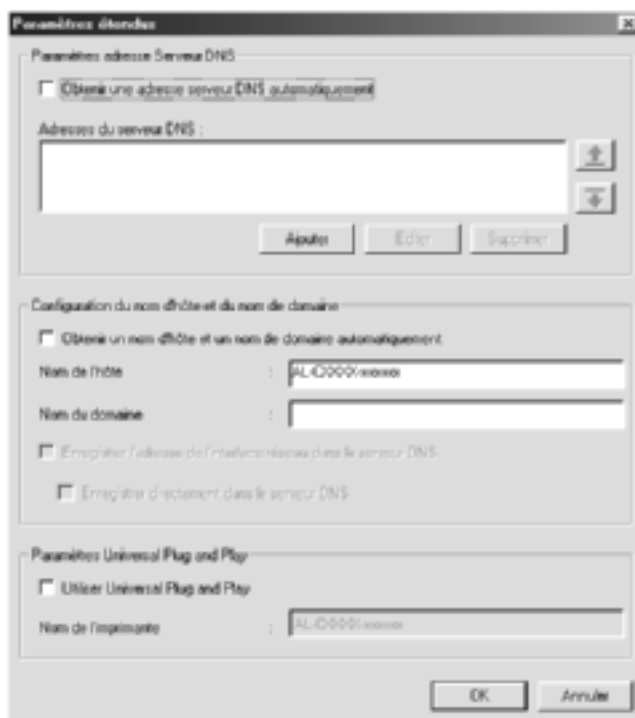 Paramètres étendus
Paramètres adresse Serveur DNS
Obtenir une adresse serveur DNS automatiquement
Adresses du serveur DNS :
Ajouter Editer Supprimer
Configuration du nom d'hôte et du nom de domaine
Obtenir un nom d'hôte et un nom de domaine automatiquement
Nom de l'hôte :
Nom du domaine :
Enregistrer l'adresse de l'interface réseau dans le serveur DNS
Enregistrer directement dans le serveur DNS
Paramètres Universal Plug and Play
Utiliser Universal Plug and Play
Nom de l'imprimante :
OK Annuler